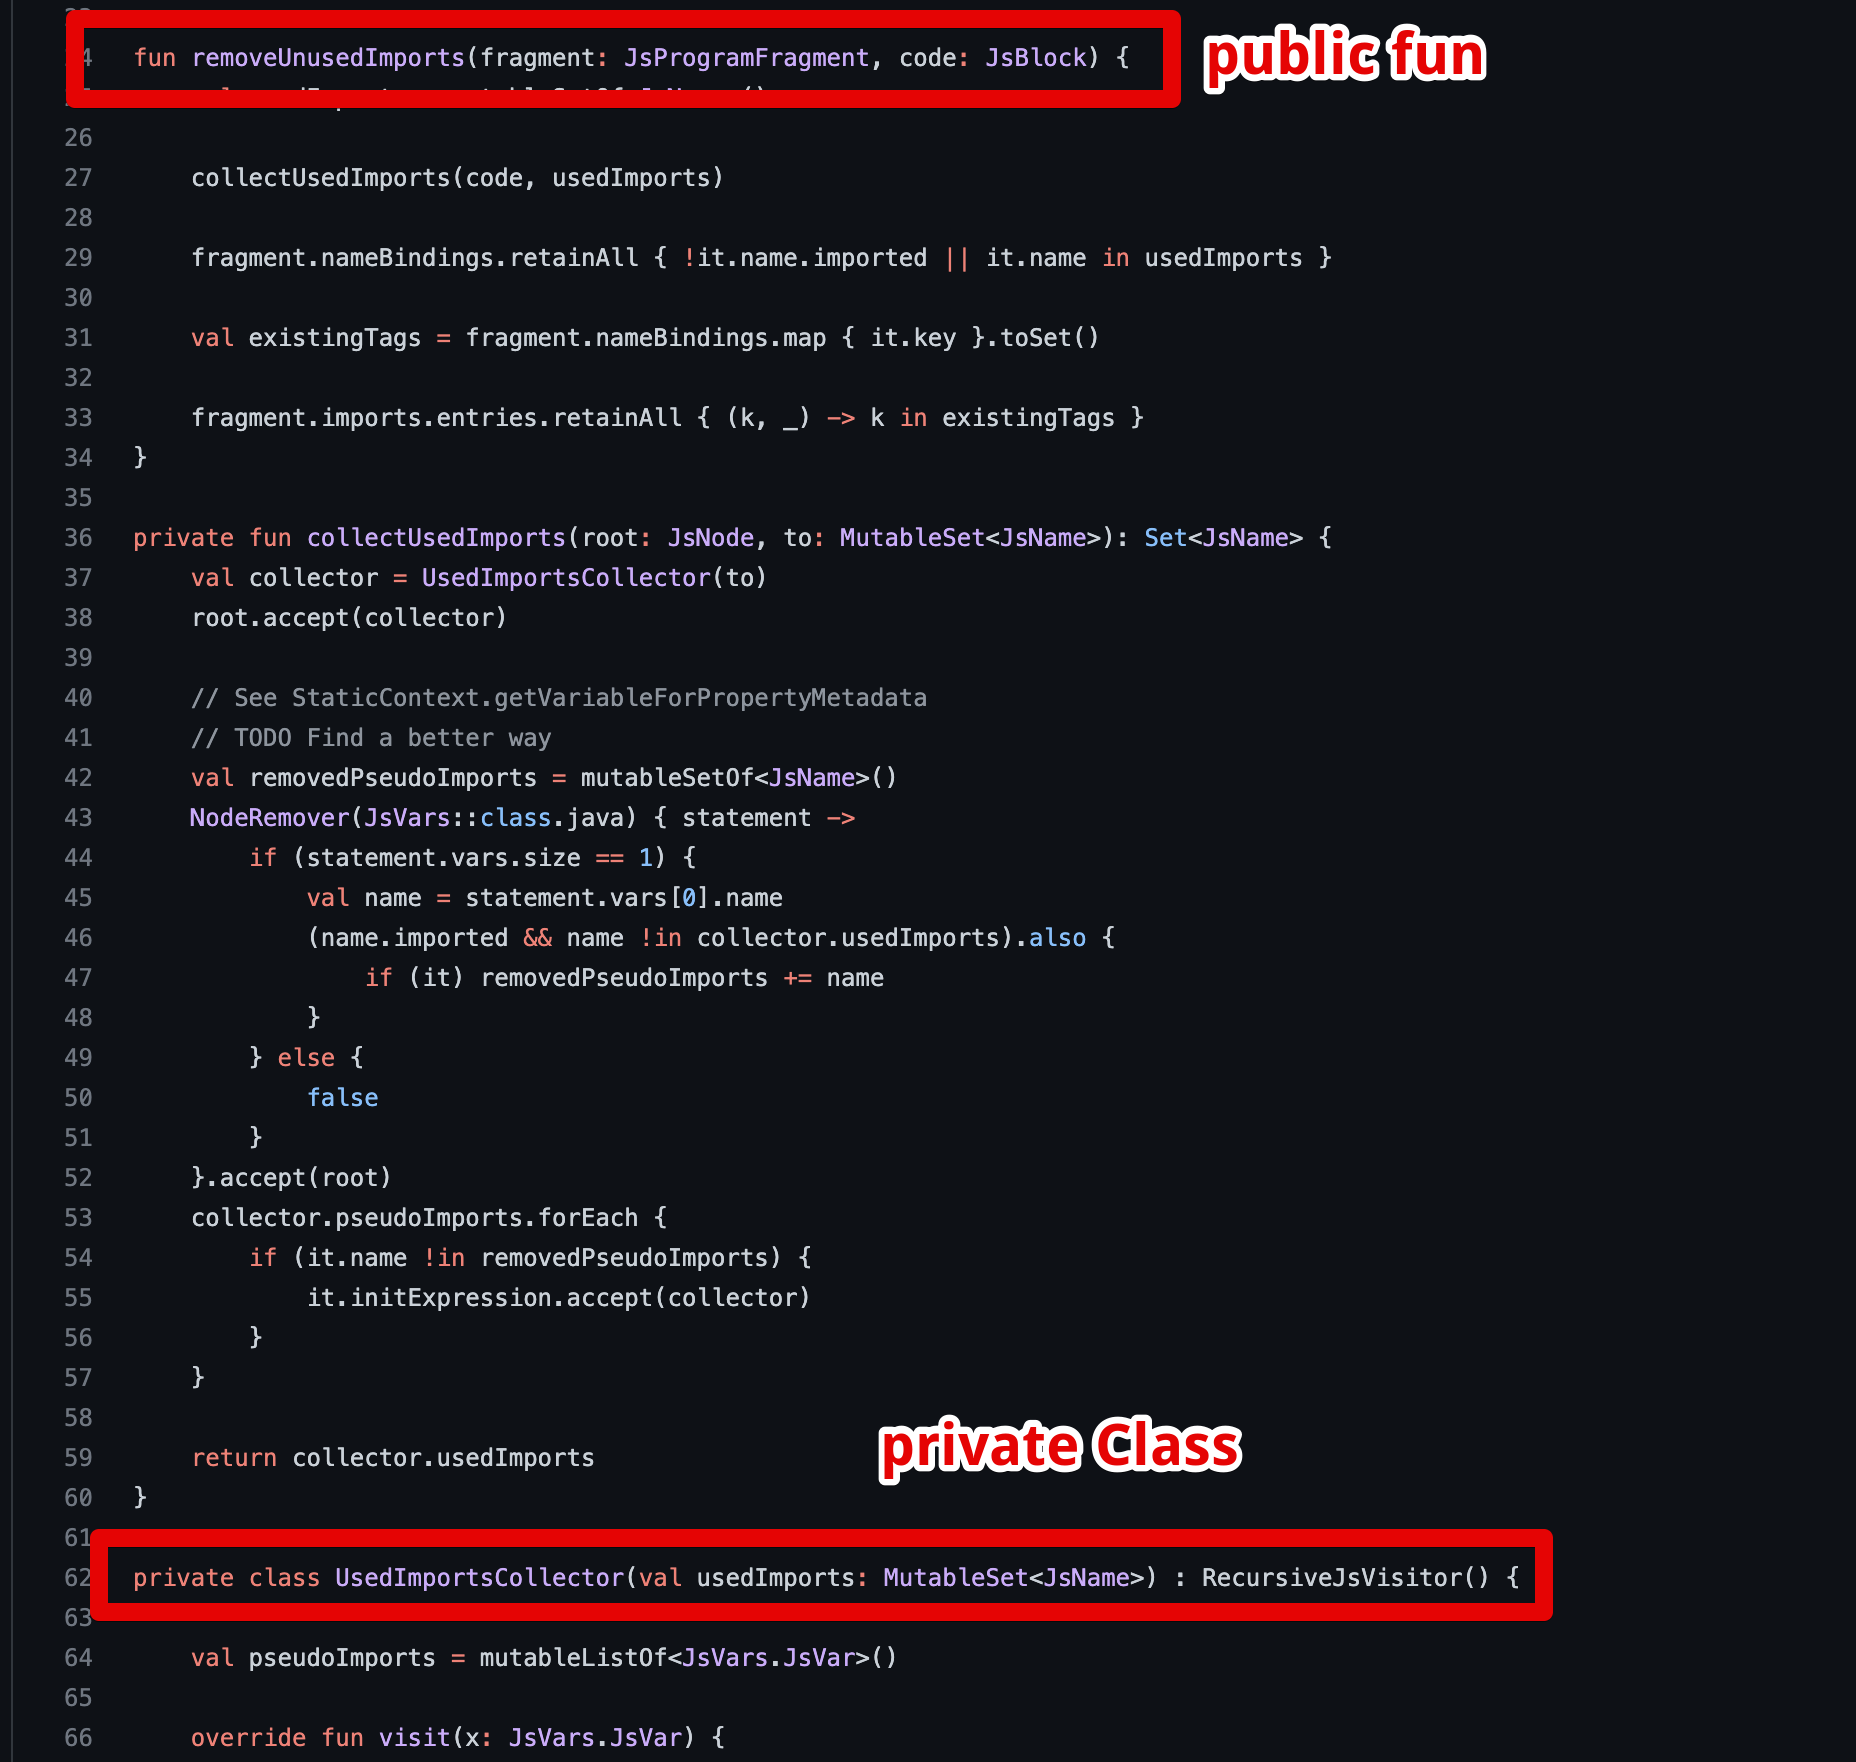 fun removeUnusedImports(fragment: JsProgramFragment, code: JsBlock) {
public fun
26
27 collectUsedImports(code, usedImports)
28
29 fragment.nameBindings.retainAll { !it.name.imported || it.name in usedImports }
30
31 val existingTags = fragment.nameBindings.map { it.key }.toSet()
32
33 fragment.imports.entries.retainAll { (k, _) -> k in existingTags }
34 }
35
36 private fun collectUsedImports(root: JsNode, to: MutableSet<JsName>): Set<JsName> {
37 val collector = UsedImportsCollector(to)
38 root.accept(collector)
39
40 // See StaticContext.getVariableForPropertyMetadata
41 // TODO Find a better way
42 val removedPseudoImports = mutableSetOf<JsName>()
43 NodeRemover(JsVars::class.java) { statement ->
44 if (statement.vars.size == 1) {
45 val name = statement.vars[0].name
46 (name.imported && name !in collector.usedImports).also {
47 if (it) removedPseudoImports += name
48 }
49 } else {
50 false
51 }
52 }.accept(root)
53 collector.pseudoImports.forEach {
54 if (it.name !in removedPseudoImports) {
55 it.initExpression.accept(collector)
56 }
57 }
58
private Class
59 return collector.usedImports
60 }
61
62 private class UsedImportsCollector(val usedImports: MutableSet<JsName>) : RecursiveJsVisitor() {
63
64 val pseudoImports = mutableListOf<JsVars.JsVar>()
65
66 override fun visit(x: JsVars.JsVar) {